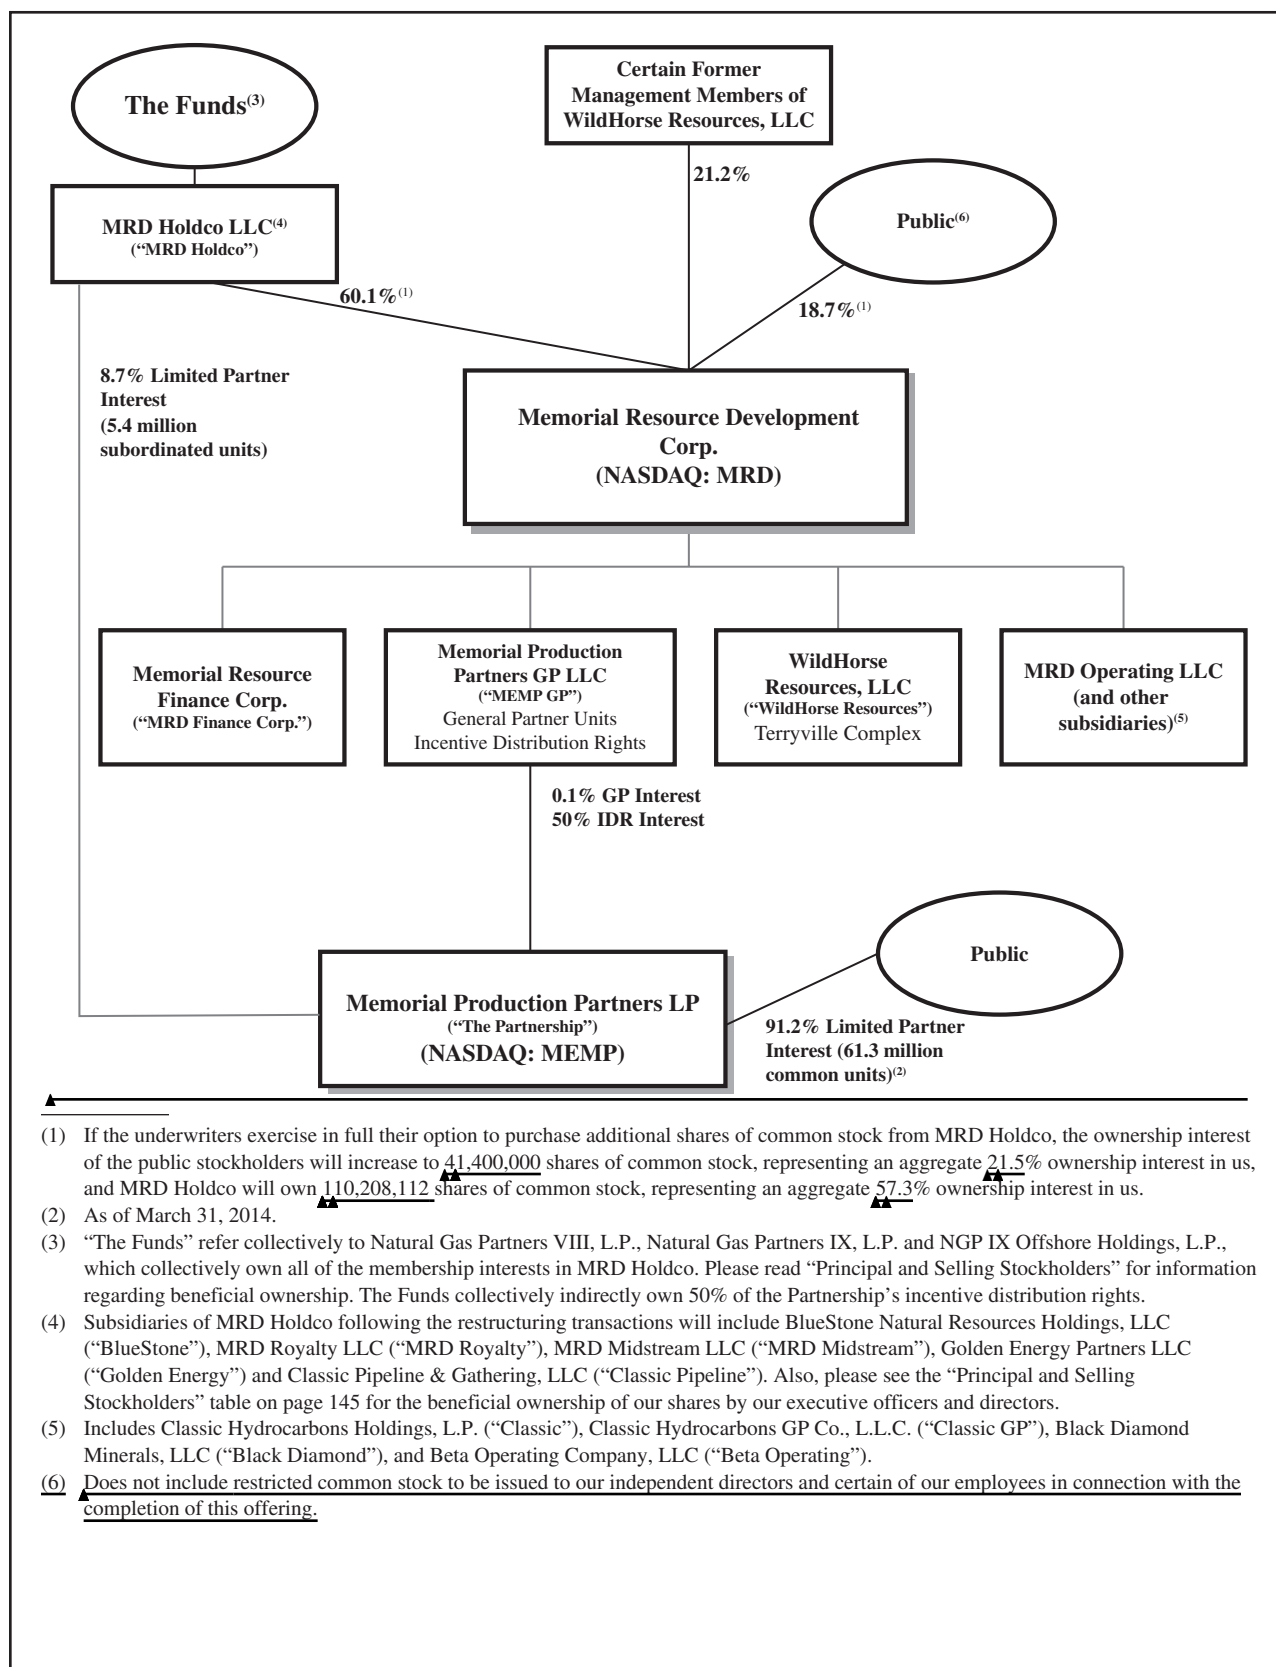 The Funds(3)
Certain Former
Management Members of
WildHorse Resources, LLC
21.2%
MRD Holdco LLC(4)
(“MRD Holdco”)
Public(6)
60.1%(1)
18.7%(1)
8.7% Limited Partner
Interest
(5.4 million
subordinated units)
Memorial Resource Development
Corp.
(NASDAQ: MRD)
Memorial Resource
Finance Corp.
(“MRD Finance Corp.”)
Memorial Production
Partners GP LLC
(“MEMP GP”)
General Partner Units
Incentive Distribution Rights
WildHorse
Resources, LLC
(“WildHorse Resources”)
Terryville Complex
MRD Operating LLC
(and other
subsidiaries)(5)
0.1% GP Interest
50% IDR Interest
Public
Memorial Production Partners LP
(“The Partnership”)
(NASDAQ: MEMP)
91.2% Limited Partner
Interest (61.3 million
common units)(2)
(1) If the underwriters exercise in full their option to purchase additional shares of common stock from MRD Holdco, the ownership interest
of the public stockholders will increase to 41,400,000 shares of common stock, representing an aggregate 21.5% ownership interest in us,
and MRD Holdco will own 110,208,112 shares of common stock, representing an aggregate 57.3% ownership interest in us.
(2) As of March 31, 2014.
(3) “The Funds” refer collectively to Natural Gas Partners VIII, L.P., Natural Gas Partners IX, L.P. and NGP IX Offshore Holdings, L.P.,
which collectively own all of the membership interests in MRD Holdco. Please read “Principal and Selling Stockholders” for information
regarding beneficial ownership. The Funds collectively indirectly own 50% of the Partnership’s incentive distribution rights.
(4) Subsidiaries of MRD Holdco following the restructuring transactions will include BlueStone Natural Resources Holdings, LLC
(“BlueStone”), MRD Royalty LLC (“MRD Royalty”), MRD Midstream LLC (“MRD Midstream”), Golden Energy Partners LLC
(“Golden Energy”) and Classic Pipeline & Gathering, LLC (“Classic Pipeline”). Also, please see the “Principal and Selling
Stockholders” table on page 145 for the beneficial ownership of our shares by our executive officers and directors.
(5) Includes Classic Hydrocarbons Holdings, L.P. (“Classic”), Classic Hydrocarbons GP Co., L.L.C. (“Classic GP”), Black Diamond
Minerals, LLC (“Black Diamond”), and Beta Operating Company, LLC (“Beta Operating”).
(6) Does not include restricted common stock to be issued to our independent directors and certain of our employees in connection with the
completion of this offering.